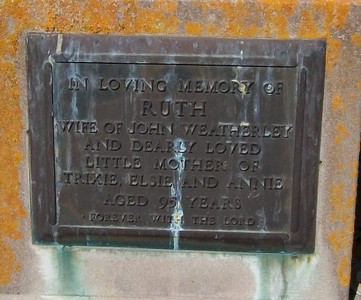 IN LOVING MEMORY OF
RUTH
WIFE OF JOHN WEATHERLEY
AND DEARLY LOVED
LITTLE MOTHER OF
TRIXIE, ELSIE AND ANNIE
AGED 95 YEARS
FOREVER WITH THE LORD